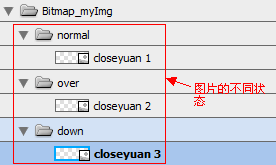 Bitmap_myImg
normal
closeyuan 1
over
图片的不同状
态
closeyuan 2
down
closeyuan 3